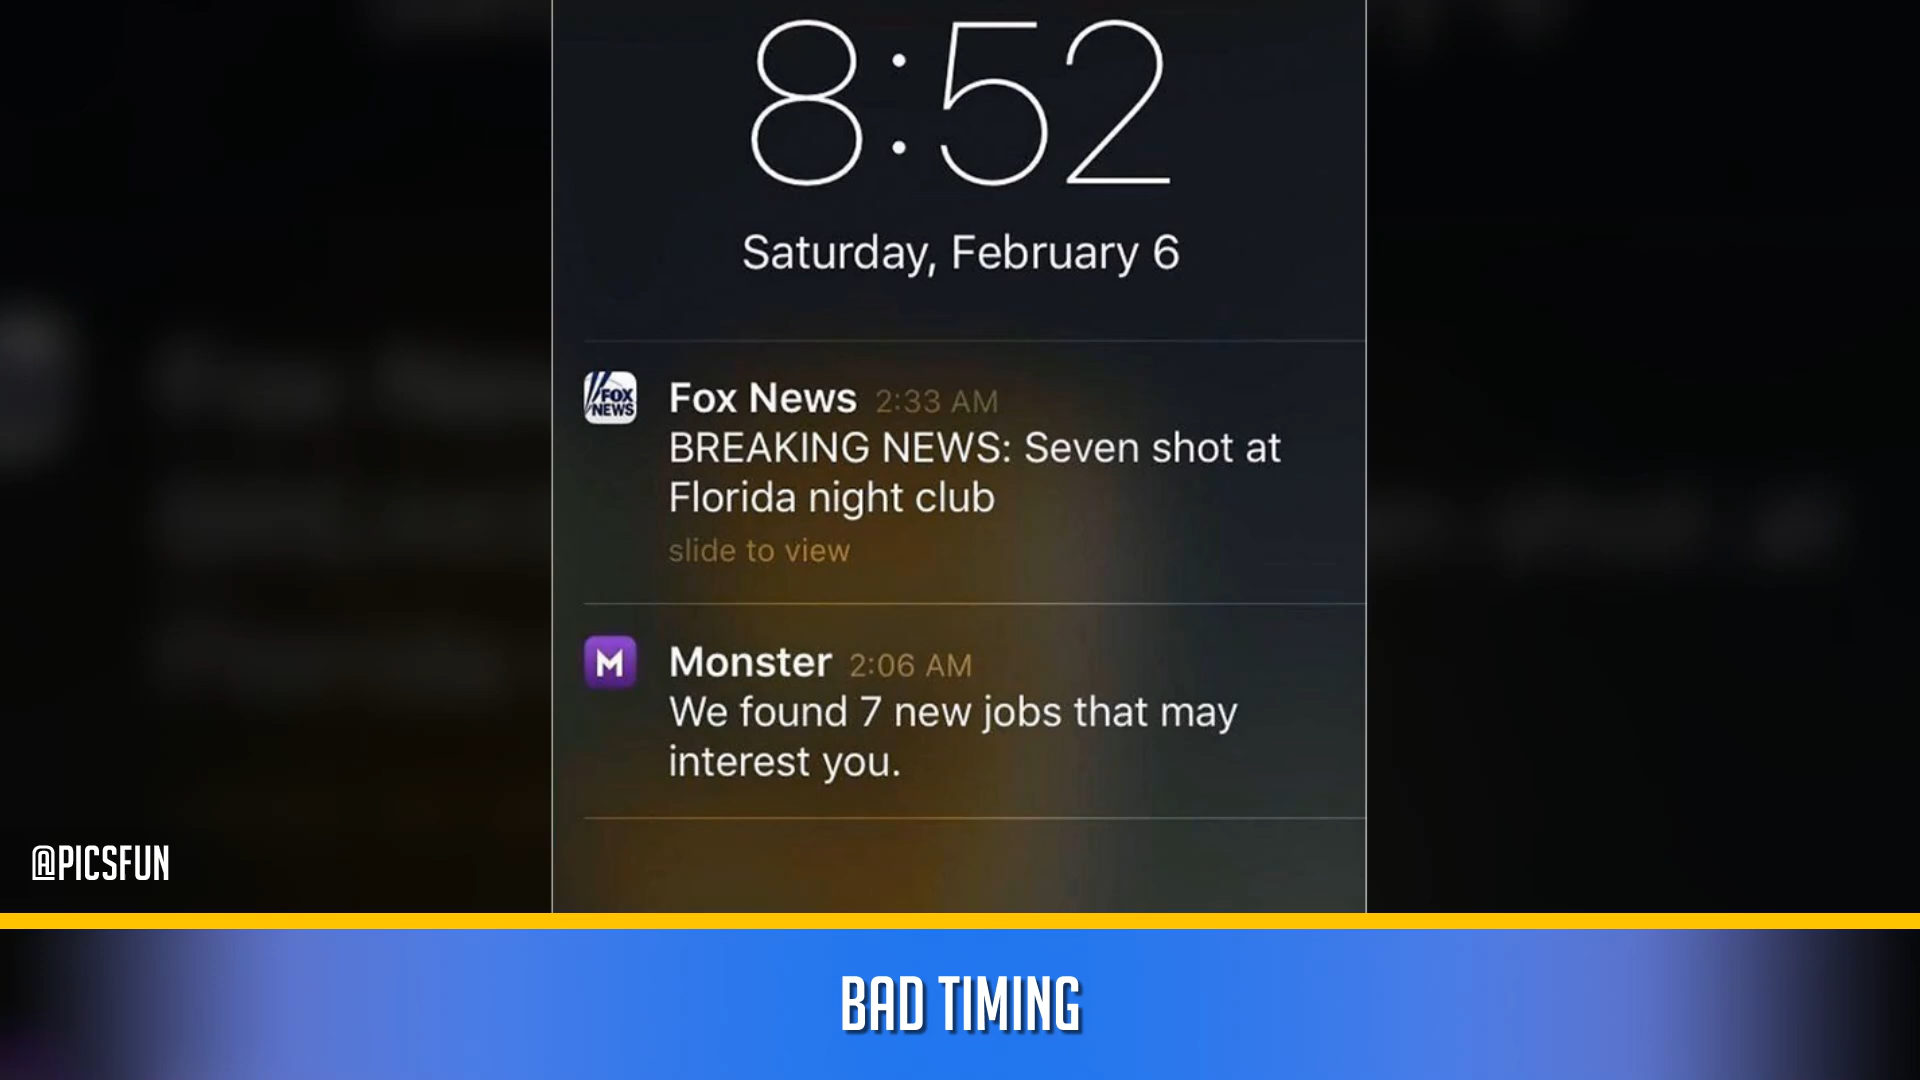 8:52
Saturday, February 6
FOX
NEWS
Fox News 2:33 AM
BREAKING NEWS: Seven shot at
Florida night club
slide to view
M
Monster 2:06 AM
We found 7 new jobs that may
interest you.
@PICSFUN
BAD TIMING